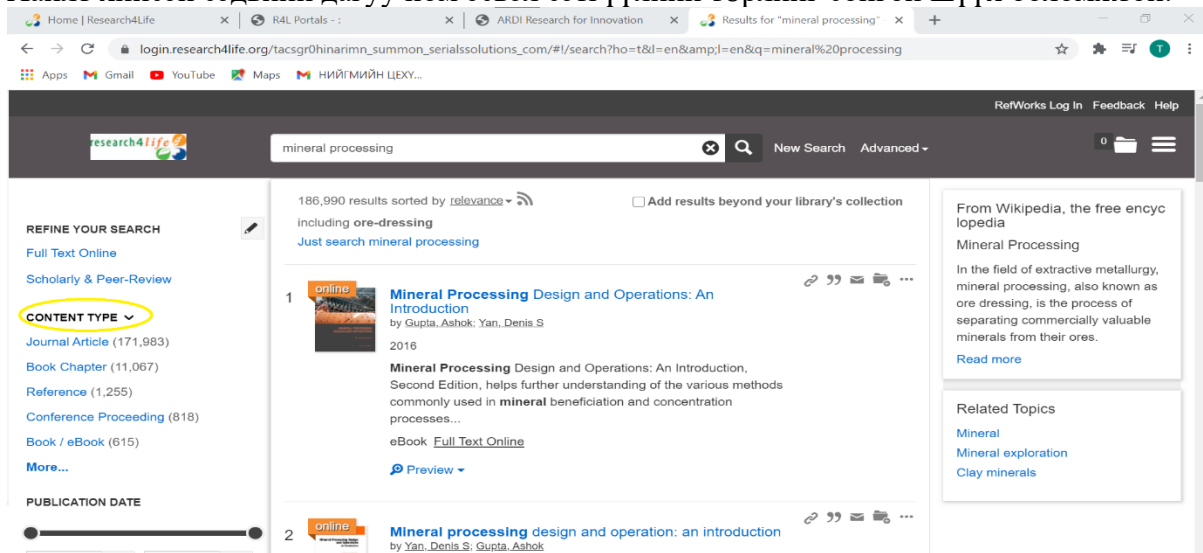 Home | Research4Life
R4L Portals - :
ARDI Research for Innovation
Results for "mineral processing" -
login.research4life.org/tacsgr0hinarimn_summon_serialssolutions_com/#!/search?ho=t&l=en&amp;l=en&q=mineral%20processing
T
Apps Gmail YouTube Maps НИЙГМИЙН ЦЕХҮ...
RefWorks Log In Feedback Help
research4life
mineral processing
New Search Advanced
0
REFINE YOUR SEARCH
Full Text Online
Scholarly & Peer-Review
CONTENT TYPE
Journal Article (171,983)
Book Chapter (11,067)
Reference (1,255)
Conference Proceeding (818)
Book / eBook (615)
More...
PUBLICATION DATE
186,990 results sorted by relevance
Add results beyond your library's collection
including ore-dressing
Just search mineral processing
1
online
Mineral Processing Design and Operations: An
Introduction
by Gupta, Ashok; Yan, Denis S
2016
Mineral Processing Design and Operations: An Introduction,
Second Edition, helps further understanding of the various methods
commonly used in mineral beneficiation and concentration
processes...
eBook Full Text Online
Preview
2
online
Mineral processing design and operation: an introduction
by Yan, Denis S; Gupta, Ashok
From Wikipedia, the free encyc
lopedia
Mineral Processing
In the field of extractive metallurgy,
mineral processing, also known as
ore dressing, is the process of
separating commercially valuable
minerals from their ores.
Read more
Related Topics
Mineral
Mineral exploration
Clay minerals